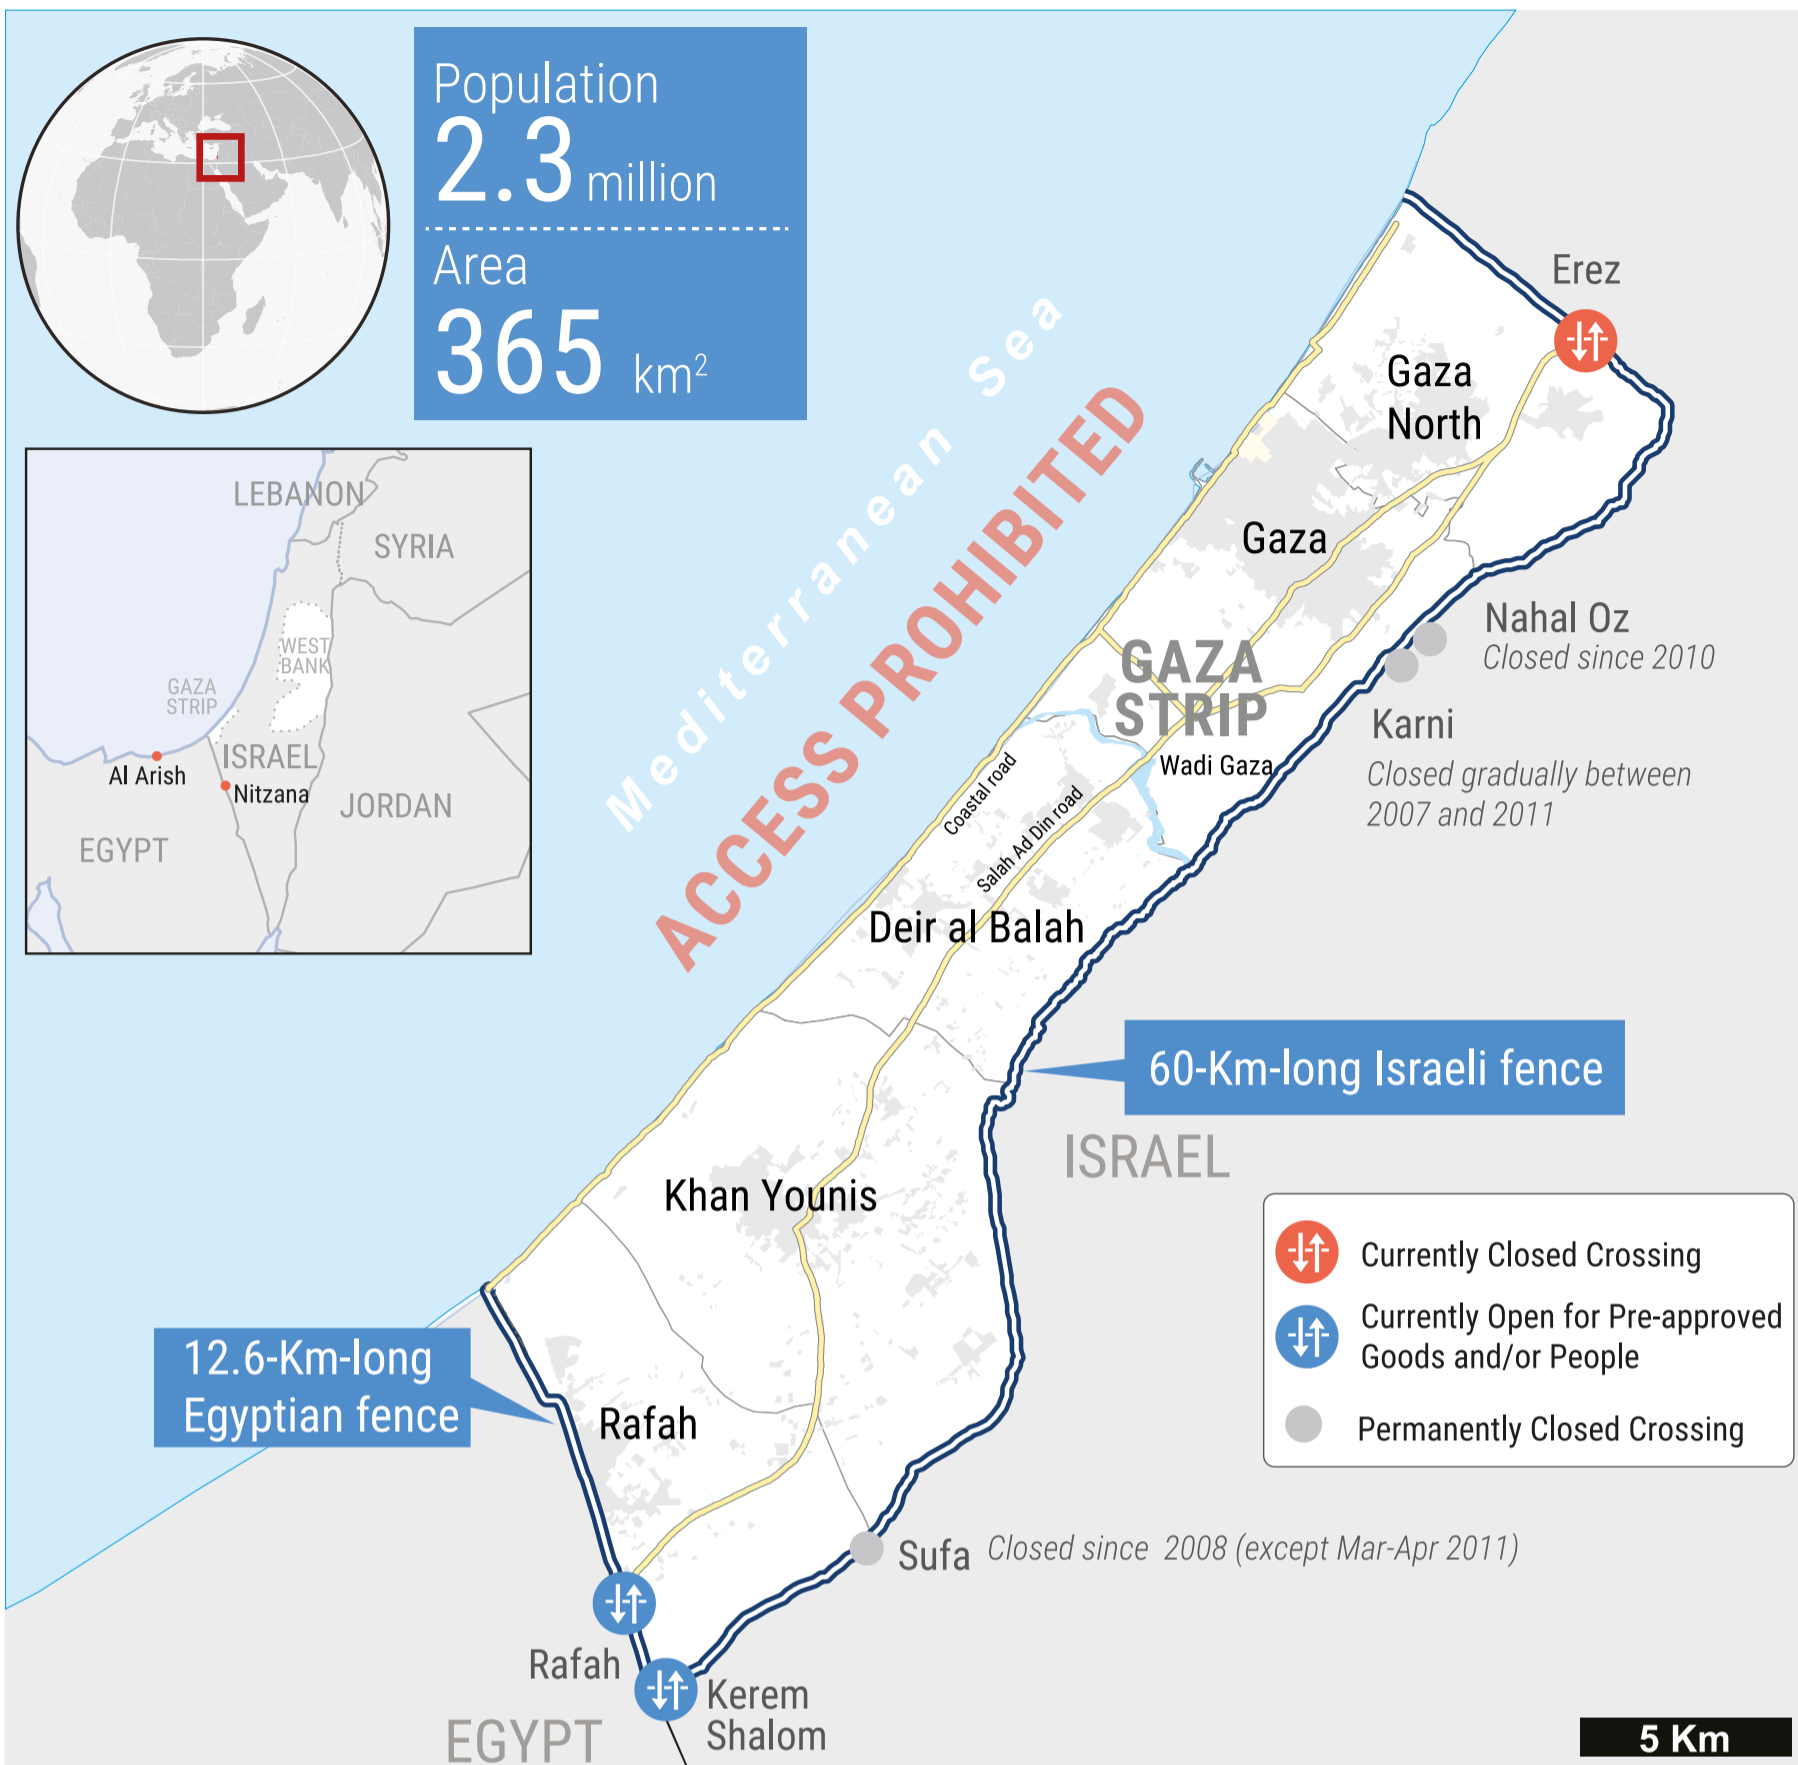 Population
2.3 million
Area
365 km²
LEBANON
SYRIA
WEST
BANK
GAZA
STRIP
ISRAEL
Al Arish
Nitzana
JORDAN
EGYPT
Mediterranean Sea
ACCESS PROHIBITED
Erez
Gaza
North
Gaza
Nahal Oz
Closed since 2010
GAZA
STRIP
Karni
Closed gradually between
2007 and 2011
Wadi Gaza
Coastal road
Salah Ad Din road
Deir al Balah
60-Km-long Israeli fence
ISRAEL
Khan Younis
12.6-Km-long
Egyptian fence
Rafah
Currently Closed Crossing
Currently Open for Pre-approved
Goods and/or People
Permanently Closed Crossing
Sufa Closed since 2008 (except Mar-Apr 2011)
Rafah
Kerem
Shalom
EGYPT
5 Km